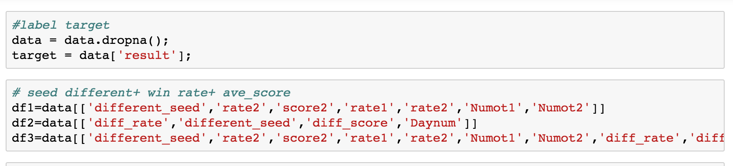 #label target
data = data.dropna();
target = data['result'];
# seed different+ win rate+ ave_score
df1=data[['different_seed','rate2','score2','rate1','rate2','Numot1','Numot2']]
df2=data[['diff_rate','different_seed','diff_score','Daynum']]
df3=data[['different_seed','rate2','score2','rate1','rate2','Numot1','Numot2','diff_rate','diff